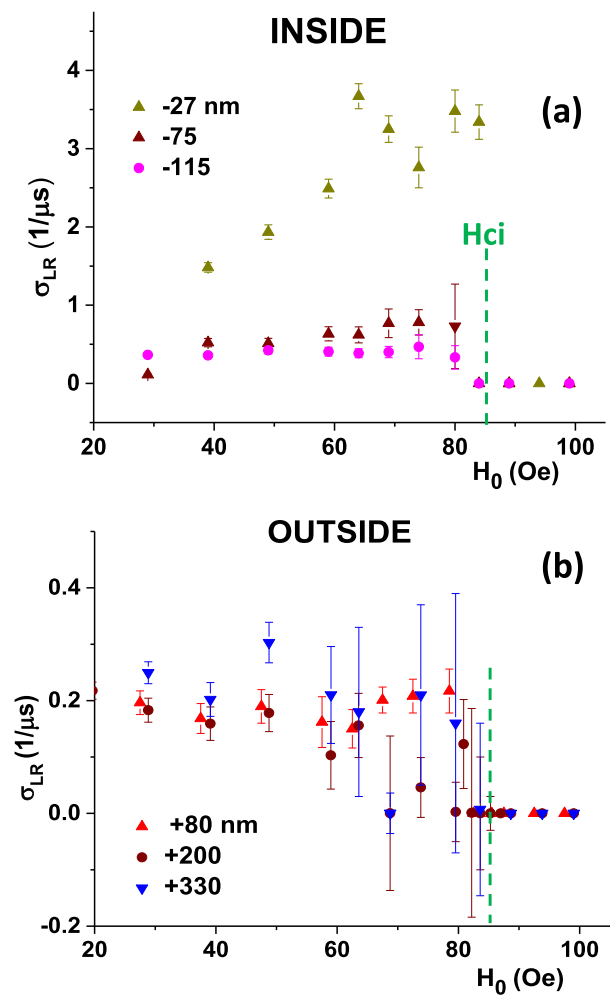 INSIDE
(a)
-27 nm
-75
-115
Hci
4
3
2
1
0
σLR (1/μs)
20 40 60 80 100
H0 (Oe)
OUTSIDE
(b)
0.4
0.2
0.0
-0.2
σLR (1/μs)
+80 nm
+200
+330
20 40 60 80 100
H0 (Oe)